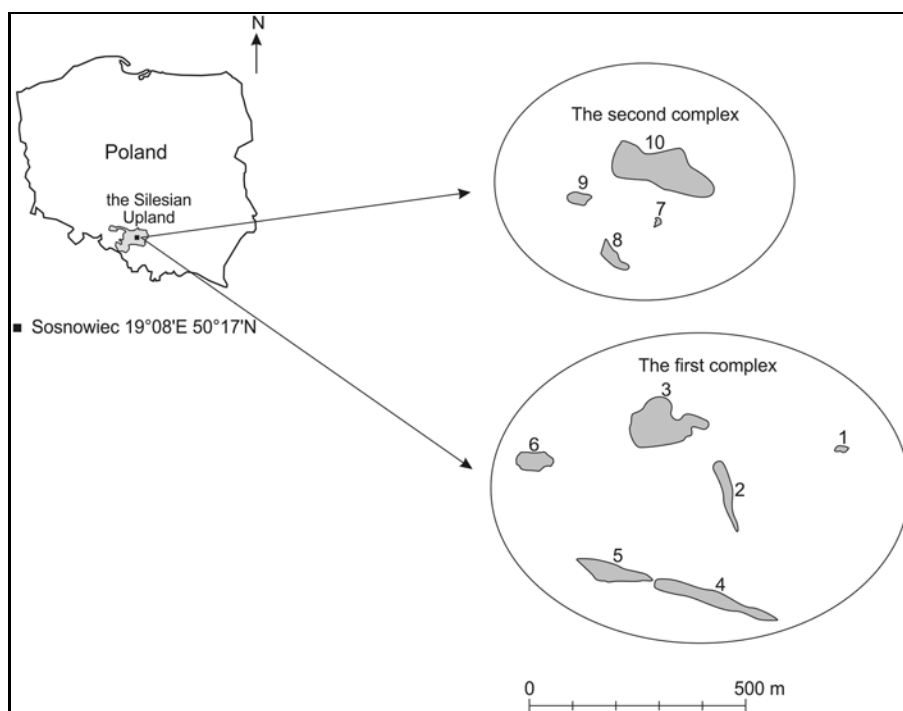 N
Poland
the Silesian
Upland
Sosnowiec 19°08'E 50°17'N
The second complex
10
9
7
8
The first complex
3
6
1
2
5
4
0
500 m